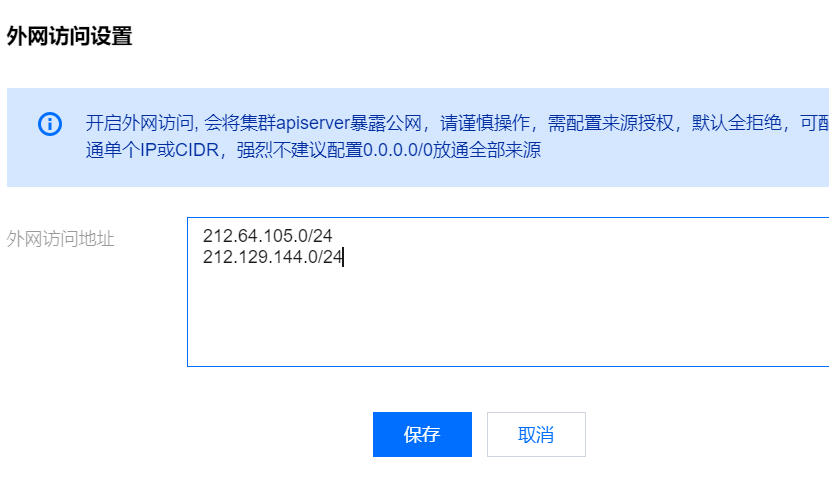 外网访问设置
开启外网访问, 会将集群apiserver暴露公网，请谨慎操作，需配置来源授权，默认全拒绝，可配
通单个IP或CIDR，强烈不建议配置0.0.0.0/0放通全部来源
外网访问地址
212.64.105.0/24
212.129.144.0/24
保存
取消